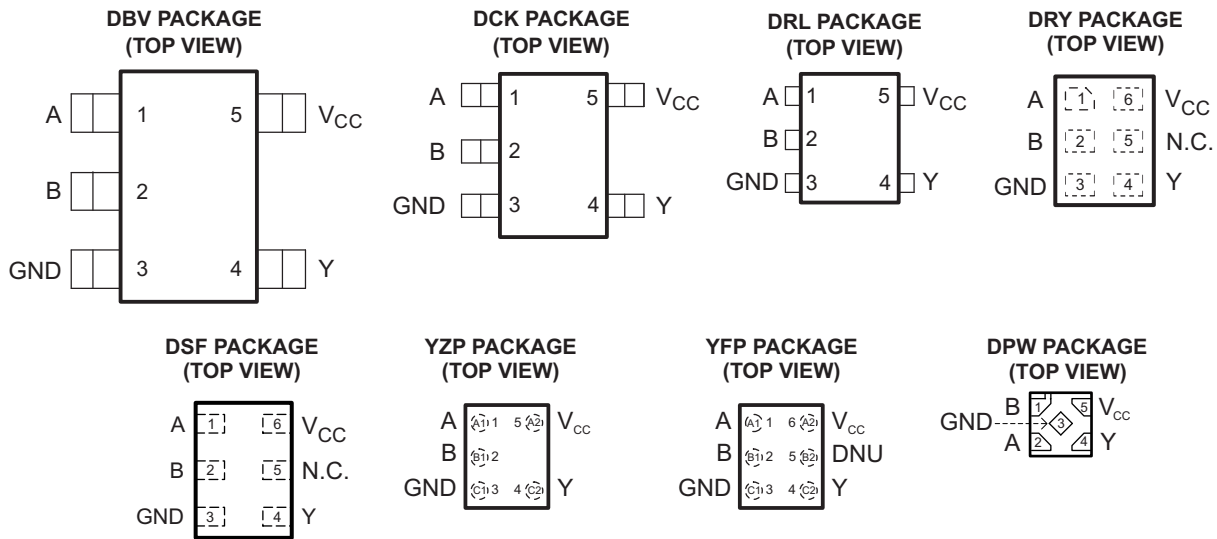 DBV PACKAGE
(TOP VIEW)
A 1 5 VCC
B 2
GND 3 4 Y
DCK PACKAGE
(TOP VIEW)
A 1 5 VCC
B 2
GND 3 4 Y
DRL PACKAGE
(TOP VIEW)
A 1 5 VCC
B 2
GND 3 4 Y
DRY PACKAGE
(TOP VIEW)
A 1 6 VCC
B 2 5 N.C.
GND 3 4 Y
DSF PACKAGE
(TOP VIEW)
A 1 6 VCC
B 2 5 N.C.
GND 3 4 Y
YZP PACKAGE
(TOP VIEW)
A A1 1 5 A2 VCC
B B1 2
GND C1 3 4 C2 Y
YFP PACKAGE
(TOP VIEW)
A A1 1 6 A2 VCC
B B1 2 5 B2 DNU
GND C1 3 4 C2 Y
DPW PACKAGE
(TOP VIEW)
B 1 5 VCC
GND 3
A 2 4 Y